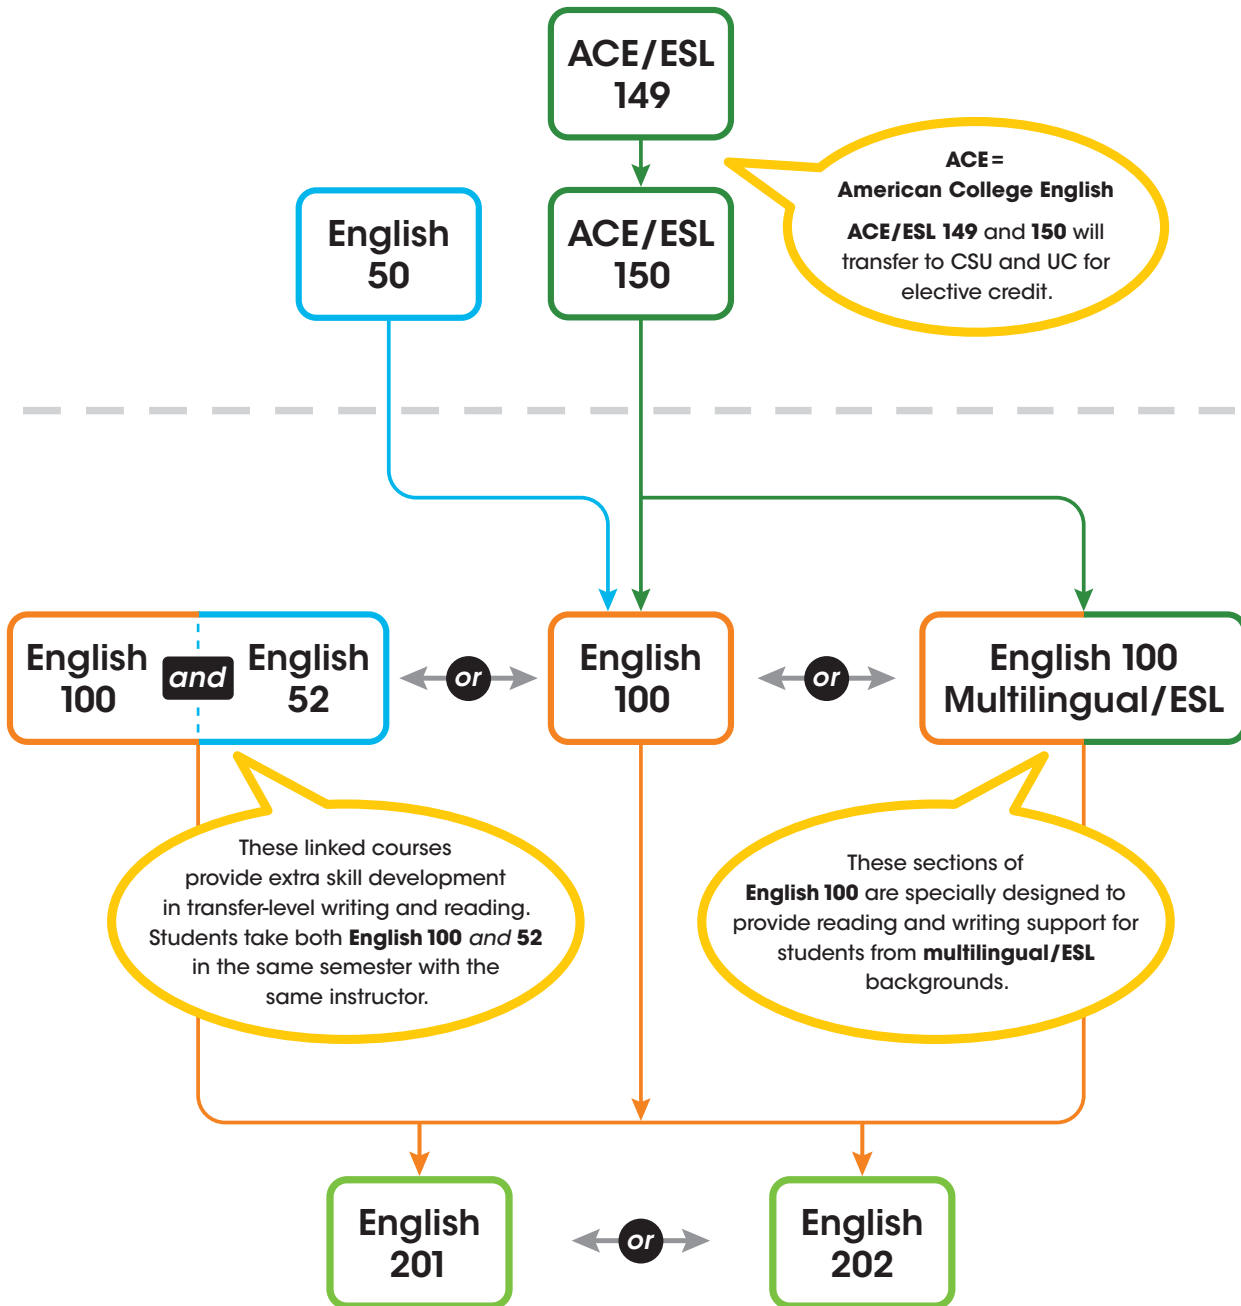 ACE/ESL
149
ACE=
American College English
ACE/ESL 149 and 150 will
transfer to CSU and UC for
elective credit.
English
50
ACE/ESL
150
English
100
and
English
52
or
English
100
or
English 100
Multilingual/ESL
These linked courses
provide extra skill development
in transfer-level writing and reading.
Students take both English 100 and 52
in the same semester with the
same instructor.
These sections of
English 100 are specially designed to
provide reading and writing support for
students from multilingual/ESL
backgrounds.
English
201
or
English
202